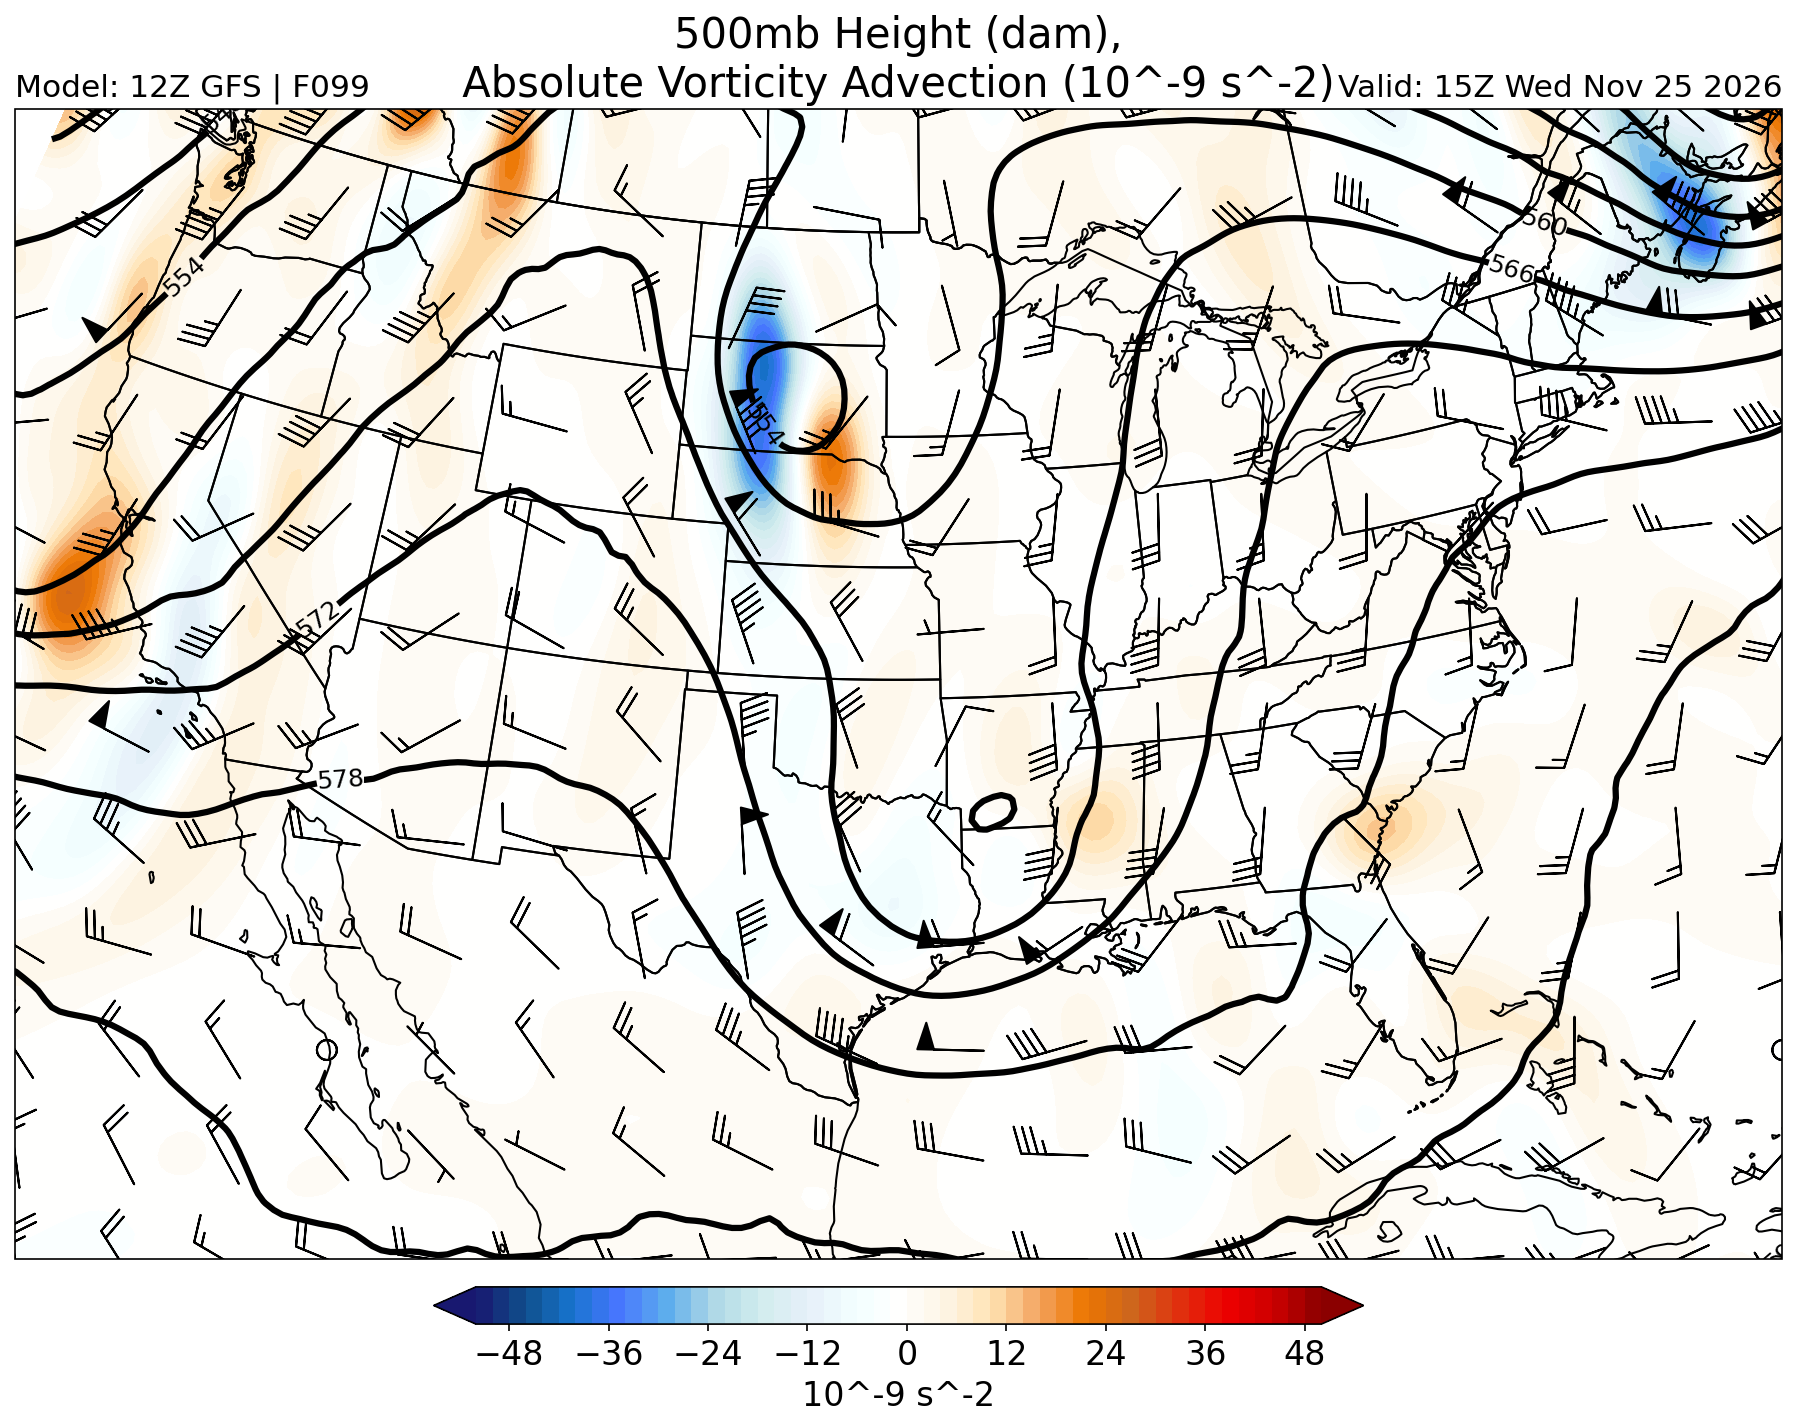 500mb Height (dam),
Model: 12Z GFS | F099
Absolute Vorticity Advection (10^-9 s^-2)
Valid: 15Z Wed Nov 25 2026
560
554
566
554
572
578
−48 −36 −24 −12 0 12 24 36 48
10^-9 s^-2